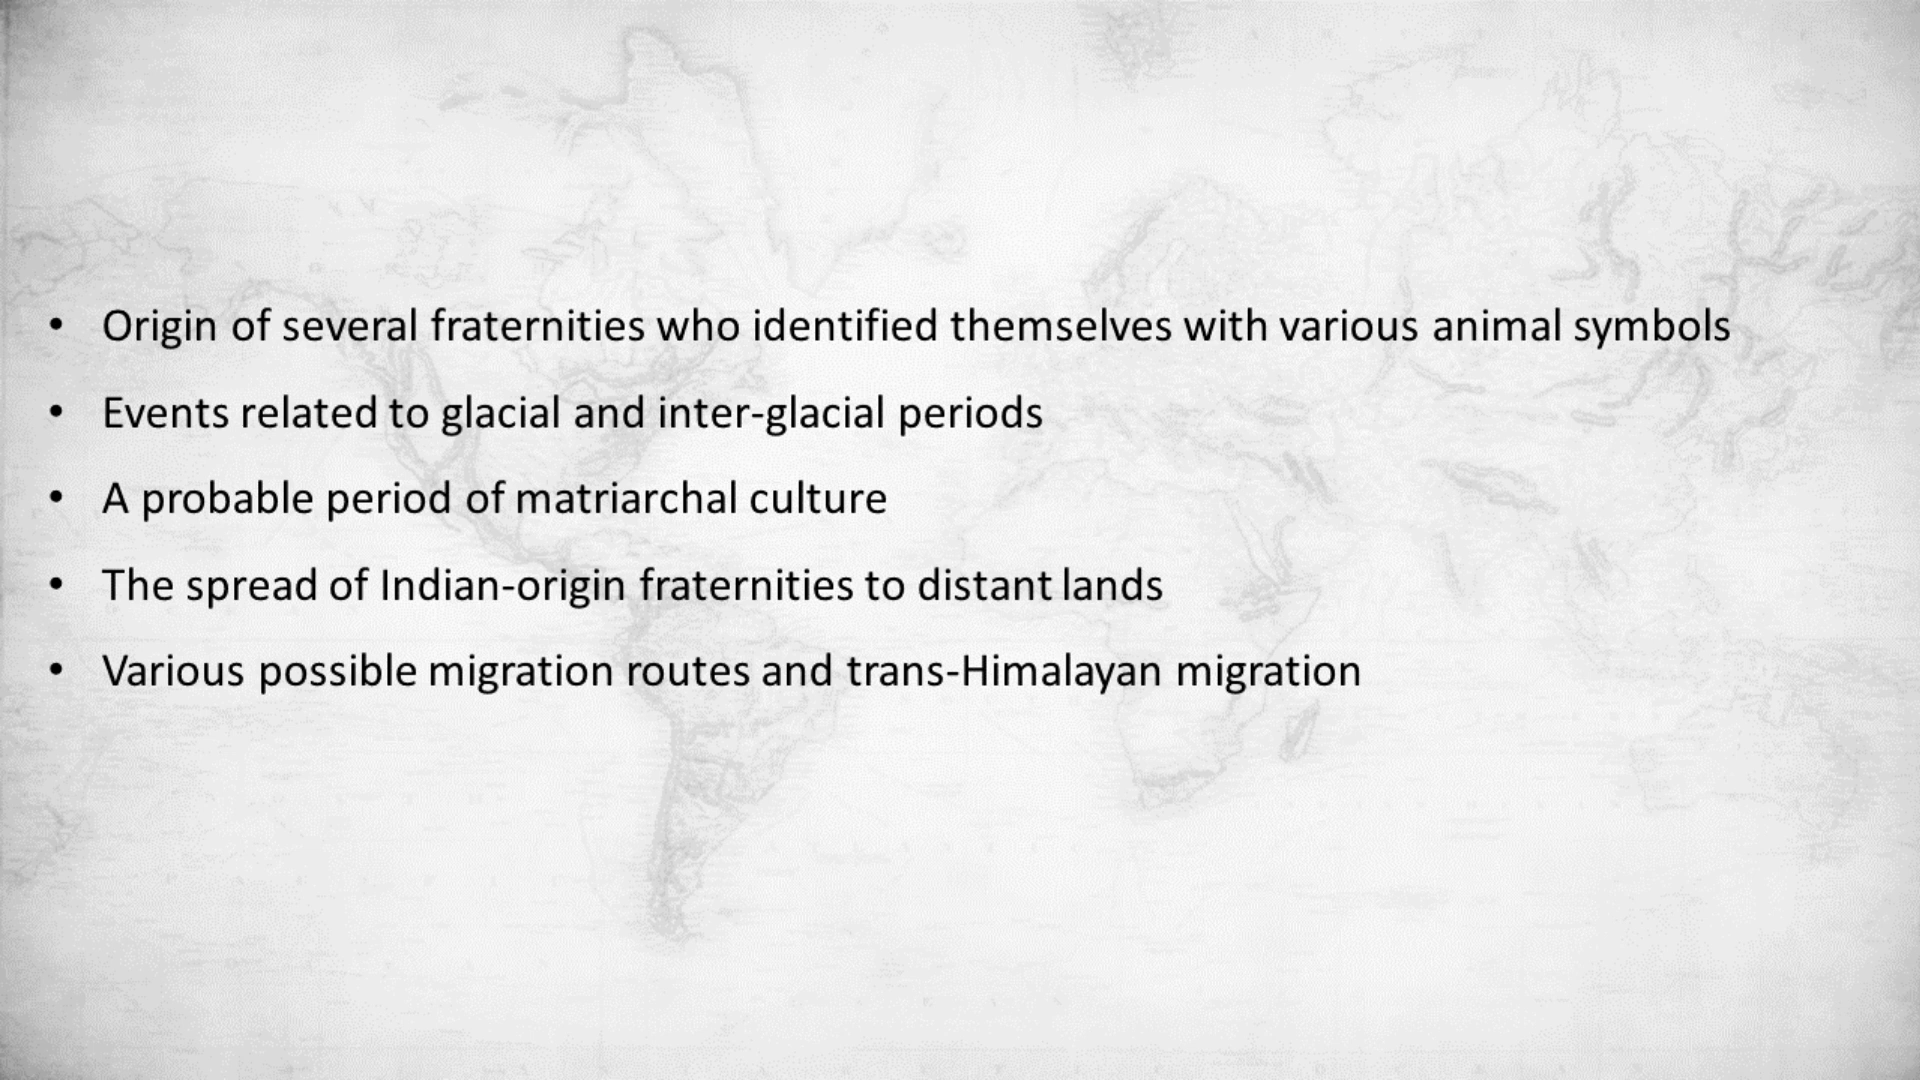 • Origin of several fraternities who identified themselves with various animal symbols
• Events related to glacial and inter-glacial periods
• A probable period of matriarchal culture
• The spread of Indian-origin fraternities to distant lands
• Various possible migration routes and trans-Himalayan migration